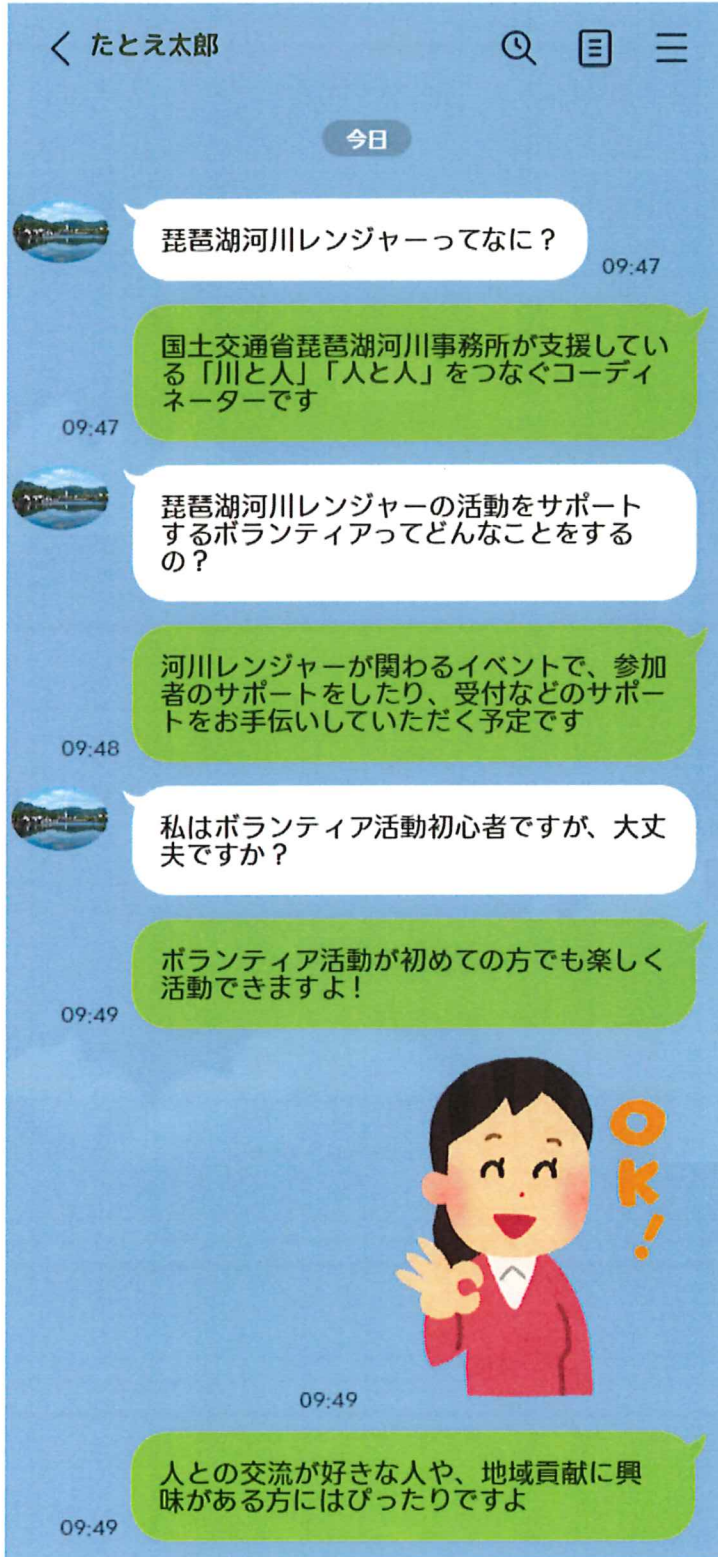 たとえ太郎
今日
琵琶湖河川レンジャーってなに？
09:47
国土交通省琵琶湖河川事務所が支援してい
る「川と人」「人と人」をつなぐコーディ
ネーターです
09:47
琵琶湖河川レンジャーの活動をサポート
するボランティアってどんなことをする
の？
河川レンジャーが関わるイベントで、参加
者のサポートをしたり、受付などのサポー
トをお手伝いしていただく予定です
09:48
私はボランティア活動初心者ですが、大丈
夫ですか？
ボランティア活動が初めての方でも楽しく
活動できますよ！
09:49
OK!
09:49
人との交流が好きな人や、地域貢献に興
味がある方にはぴったりですよ
09:49